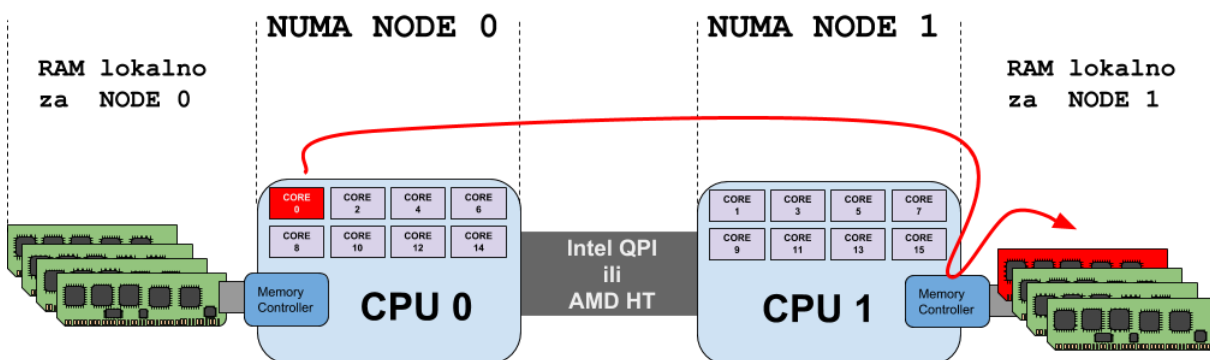 NUMA NODE 0
NUMA NODE 1
RAM lokalno
za NODE 0
RAM lokalno
za NODE 1
CORE
0
CORE
2
CORE
4
CORE
6
CORE
8
CORE
10
CORE
12
CORE
14
Memory
Controller
CPU 0
Intel QPI
ili
AMD HT
CORE
1
CORE
3
CORE
5
CORE
7
CORE
9
CORE
11
CORE
13
CORE
15
CPU 1
Memory
Controller